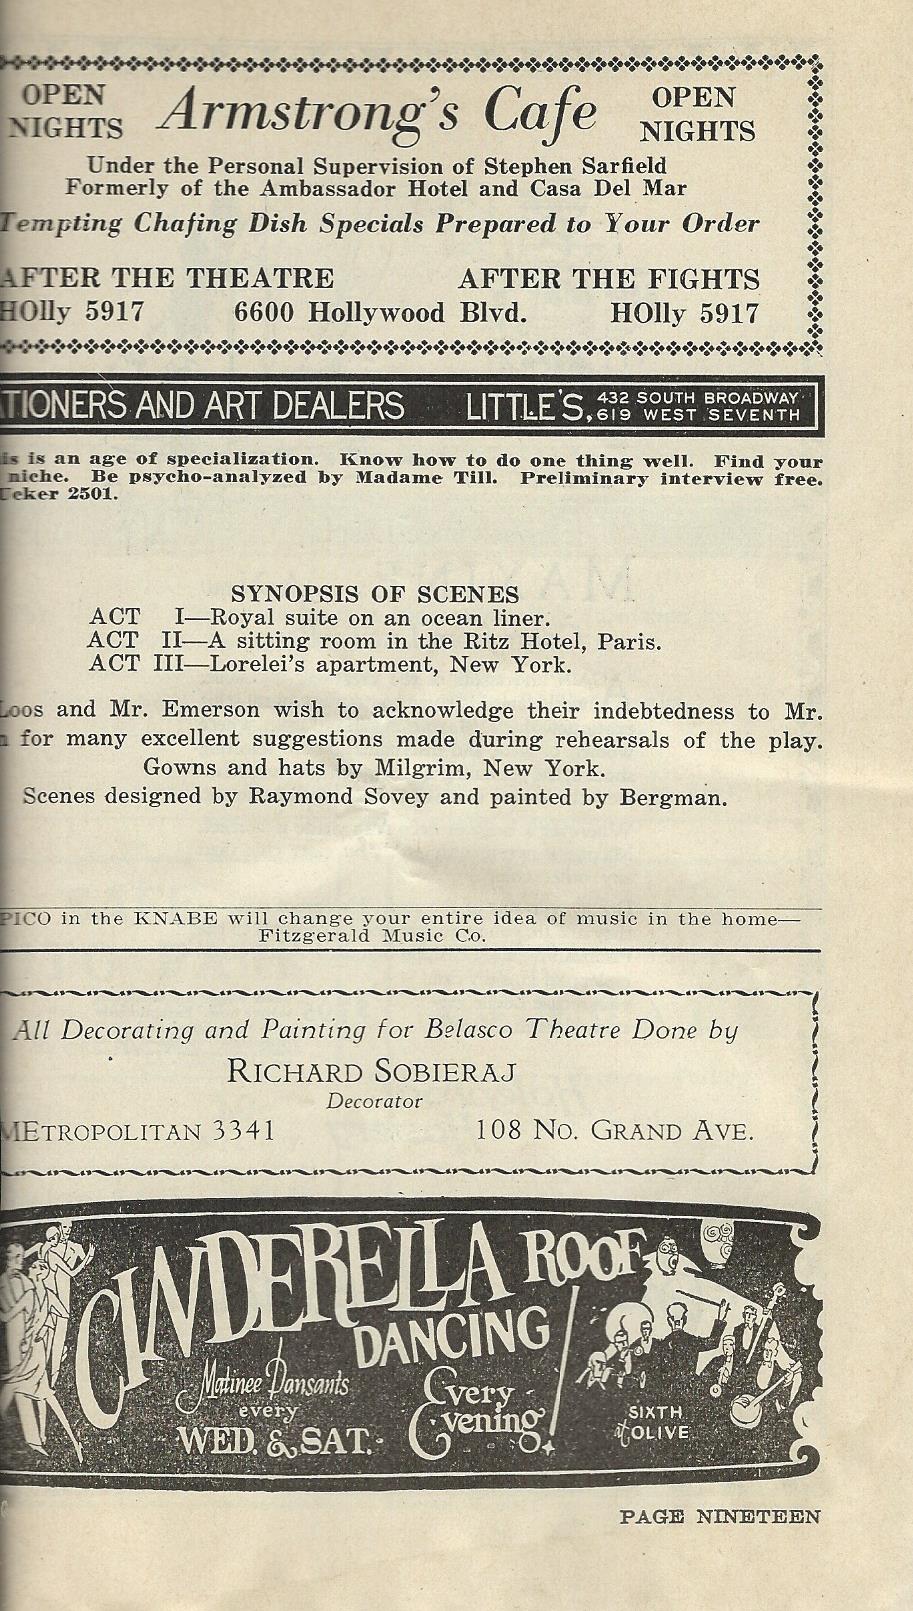 OPEN NIGHTS Armstrong's Cafe OPEN NIGHTS
Under the Personal Supervision of Stephen Sarfield
Formerly of the Ambassador Hotel and Casa Del Mar
Tempting Chafing Dish Specials Prepared to Your Order
AFTER THE THEATRE AFTER THE FIGHTS
HOlly 5917 6600 Hollywood Blvd. HOlly 5917
TIONERS AND ART DEALERS LITTLE'S, 432 SOUTH BROADWAY
619 WEST SEVENTH
is is an age of specialization. Know how to do one thing well. Find your
niche. Be psycho-analyzed by Madame Till. Preliminary interview free.
cker 2501.
SYNOPSIS OF SCENES
ACT I—Royal suite on an ocean liner.
ACT II—A sitting room in the Ritz Hotel, Paris.
ACT III—Lorelei's apartment, New York.
Loos and Mr. Emerson wish to acknowledge their indebtedness to Mr.
for many excellent suggestions made during rehearsals of the play.
Gowns and hats by Milgrim, New York.
Scenes designed by Raymond Sovey and painted by Bergman.
PICO in the KNABE will change your entire idea of music in the home—
Fitzgerald Music Co.
All Decorating and Painting for Belasco Theatre Done by
RICHARD SOBIERAJ
Decorator
METROPOLITAN 3341 108 NO. GRAND AVE.
CINDERELLA ROOF
DANCING
Matinee Dansants
every
WED. & SAT.
Every
Evening
SIXTH
at OLIVE
PAGE NINETEEN